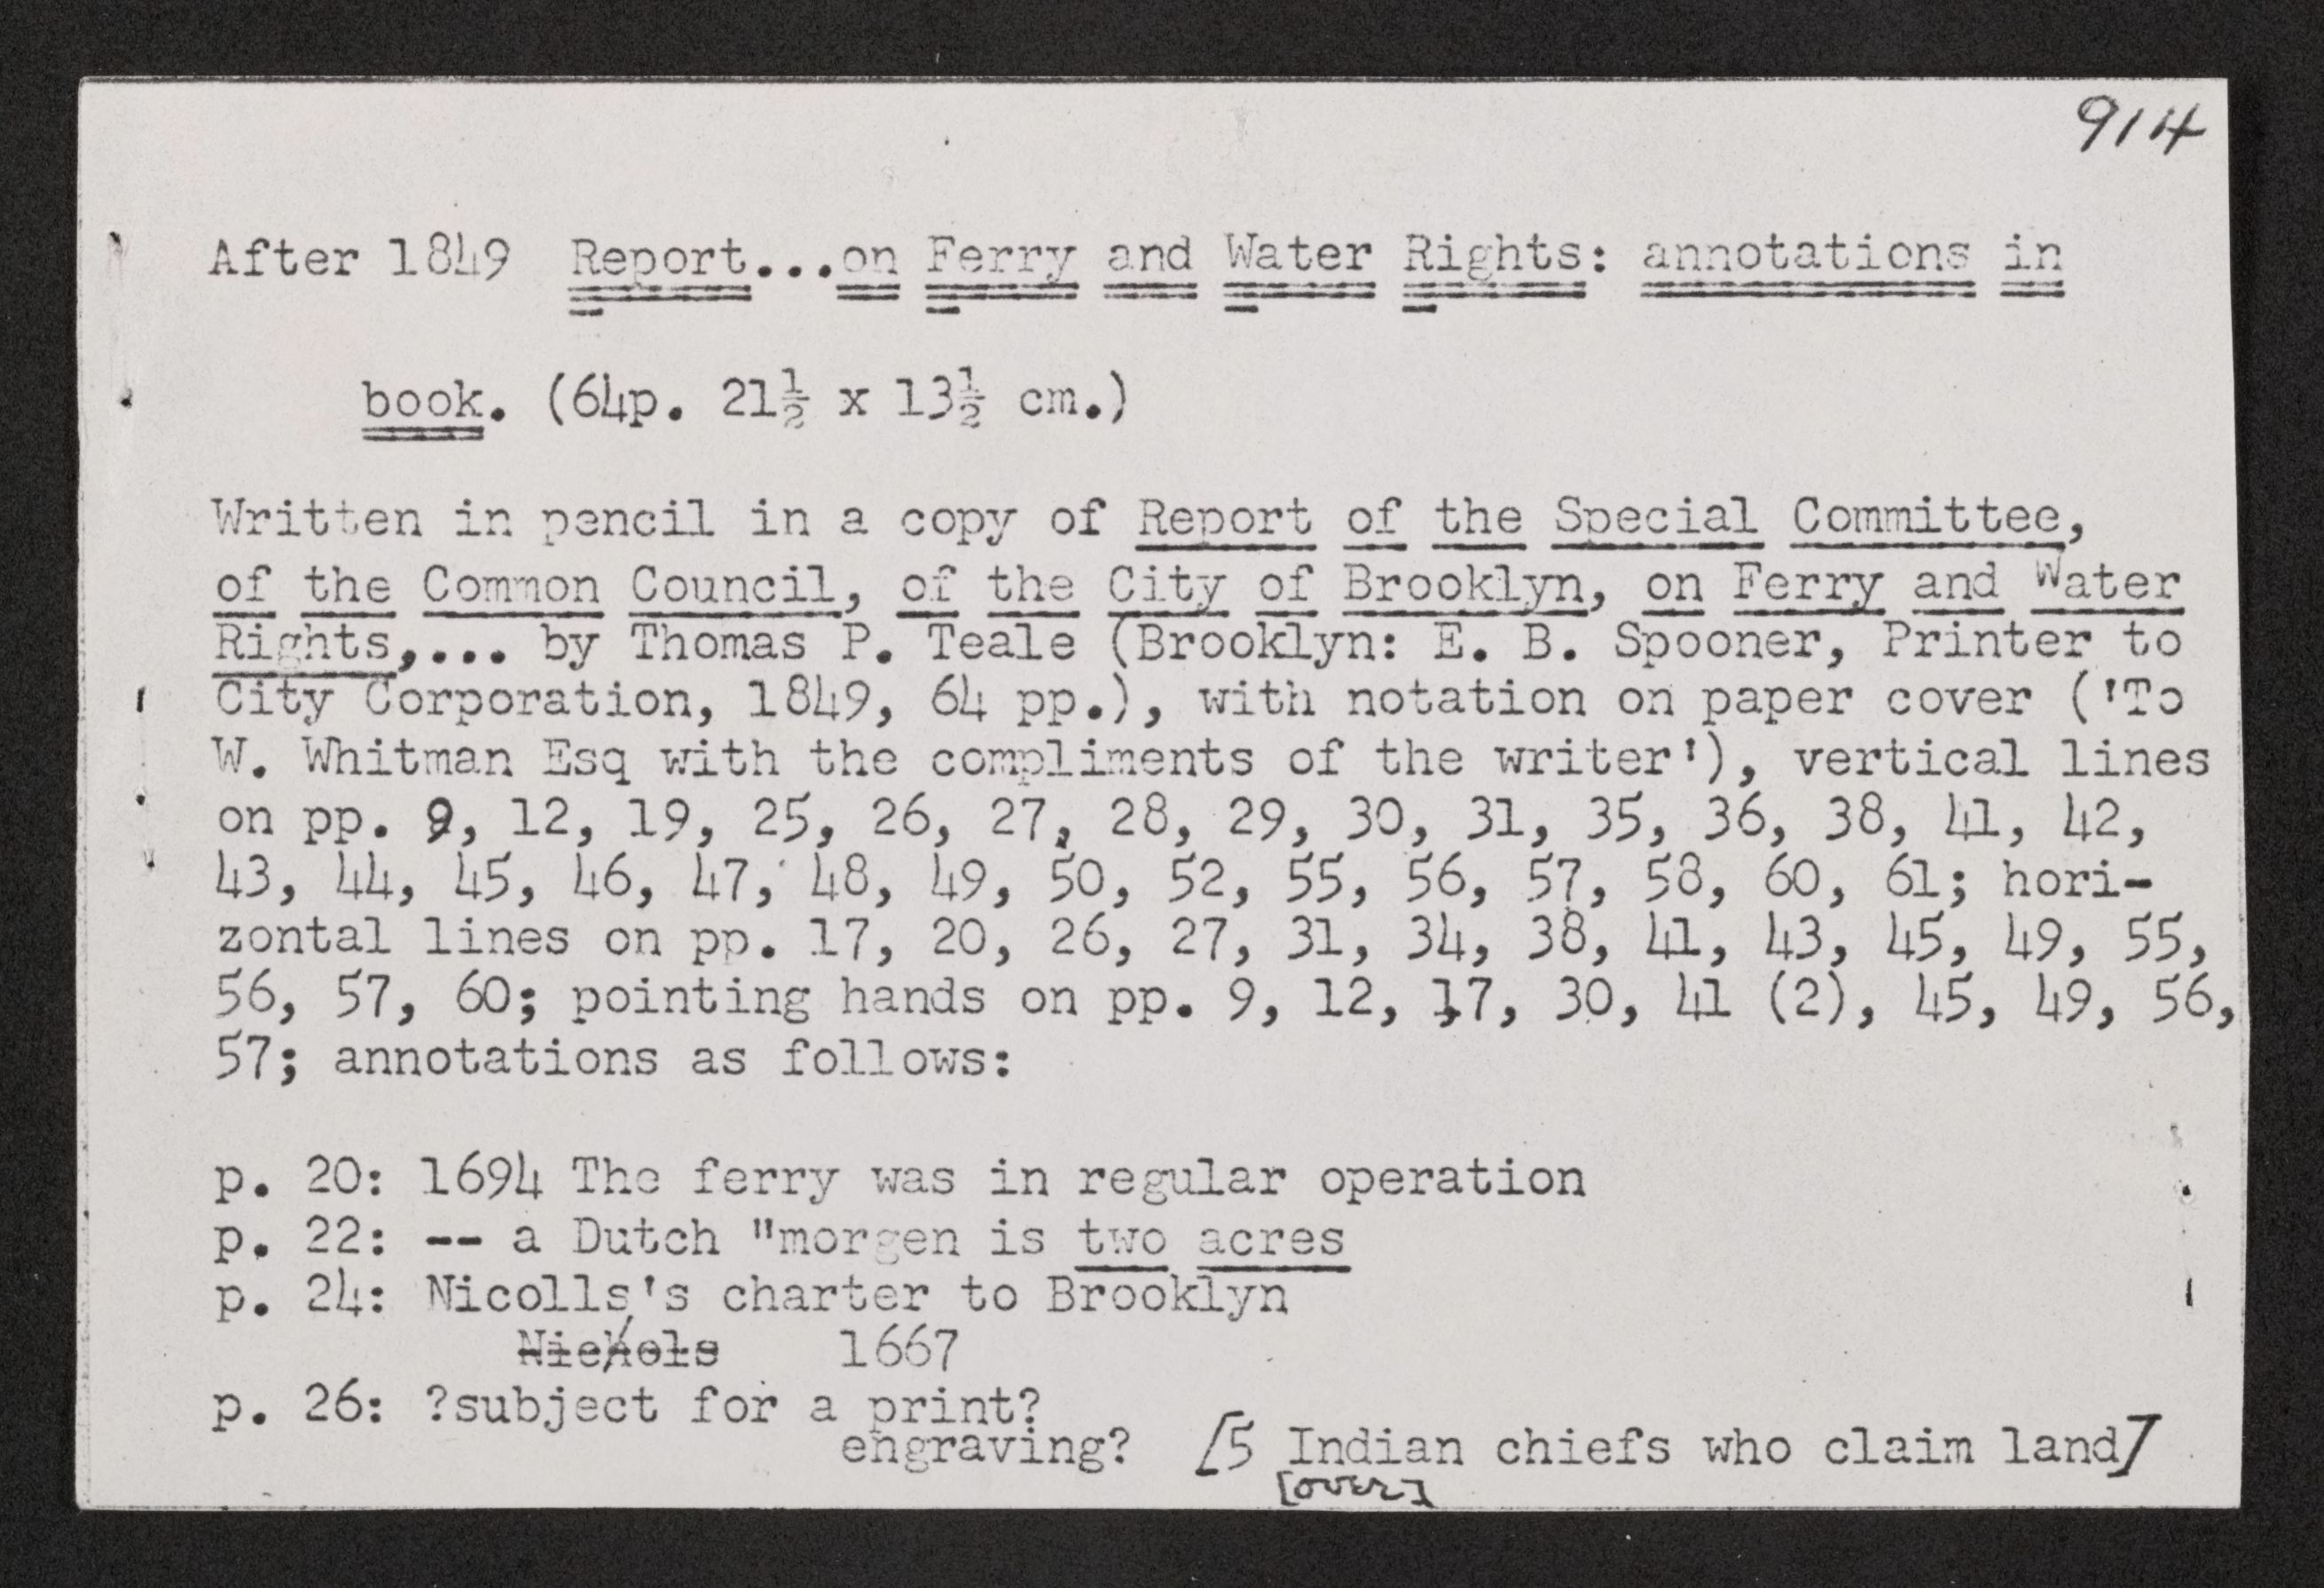 914
After 1849 Report...on Ferry and Water Rights: annotations in
book. (64p. 21½ x 13½ cm.)
Written in pencil in a copy of Report of the Special Committee,
of the Common Council, of the City of Brooklyn, on Ferry and Water
Rights,... by Thomas P. Teale (Brooklyn: E. B. Spooner, Printer to
City Corporation, 1849, 64 pp.), with notation on paper cover ('To
W. Whitman Esq with the compliments of the writer'), vertical lines
on pp. 9, 12, 19, 25, 26, 27, 28, 29, 30, 31, 35, 36, 38, 41, 42,
43, 44, 45, 46, 47, 48, 49, 50, 52, 55, 56, 57, 58, 60, 61; hori-
zontal lines on pp. 17, 20, 26, 27, 31, 34, 38, 41, 43, 45, 49, 55,
56, 57, 60; pointing hands on pp. 9, 12, 17, 30, 41 (2), 45, 49, 56,
57; annotations as follows:
p. 20: 1694 The ferry was in regular operation
p. 22: -- a Dutch "morgen is two acres
p. 24: Nicolls's charter to Brooklyn
Nichols 1667
p. 26: ?subject for a print?
engraving? [5 Indian chiefs who claim land]
[over]